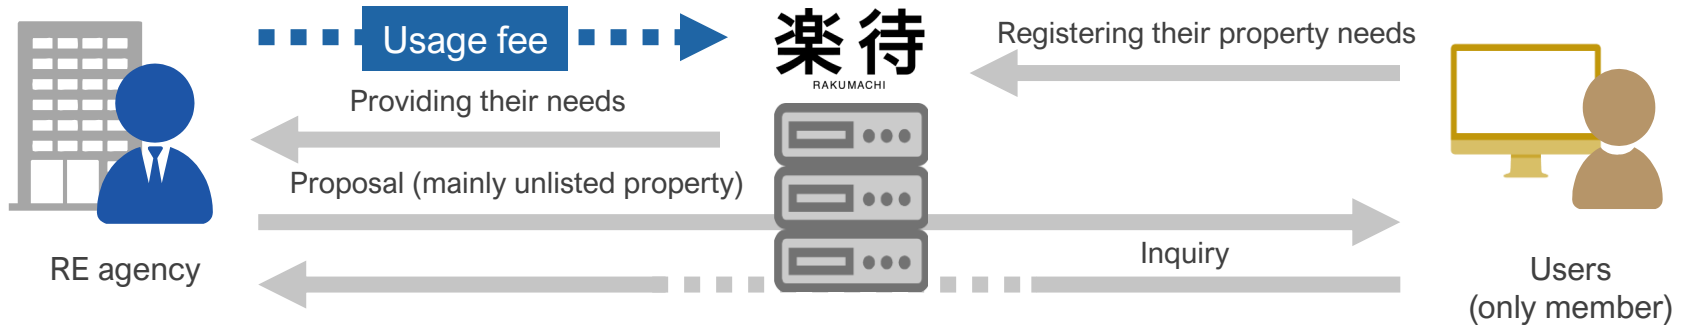 Usage fee
楽待
RAKUMACHI
Registering their property needs
Providing their needs
Proposal (mainly unlisted property)
Inquiry
RE agency
Users
(only member)